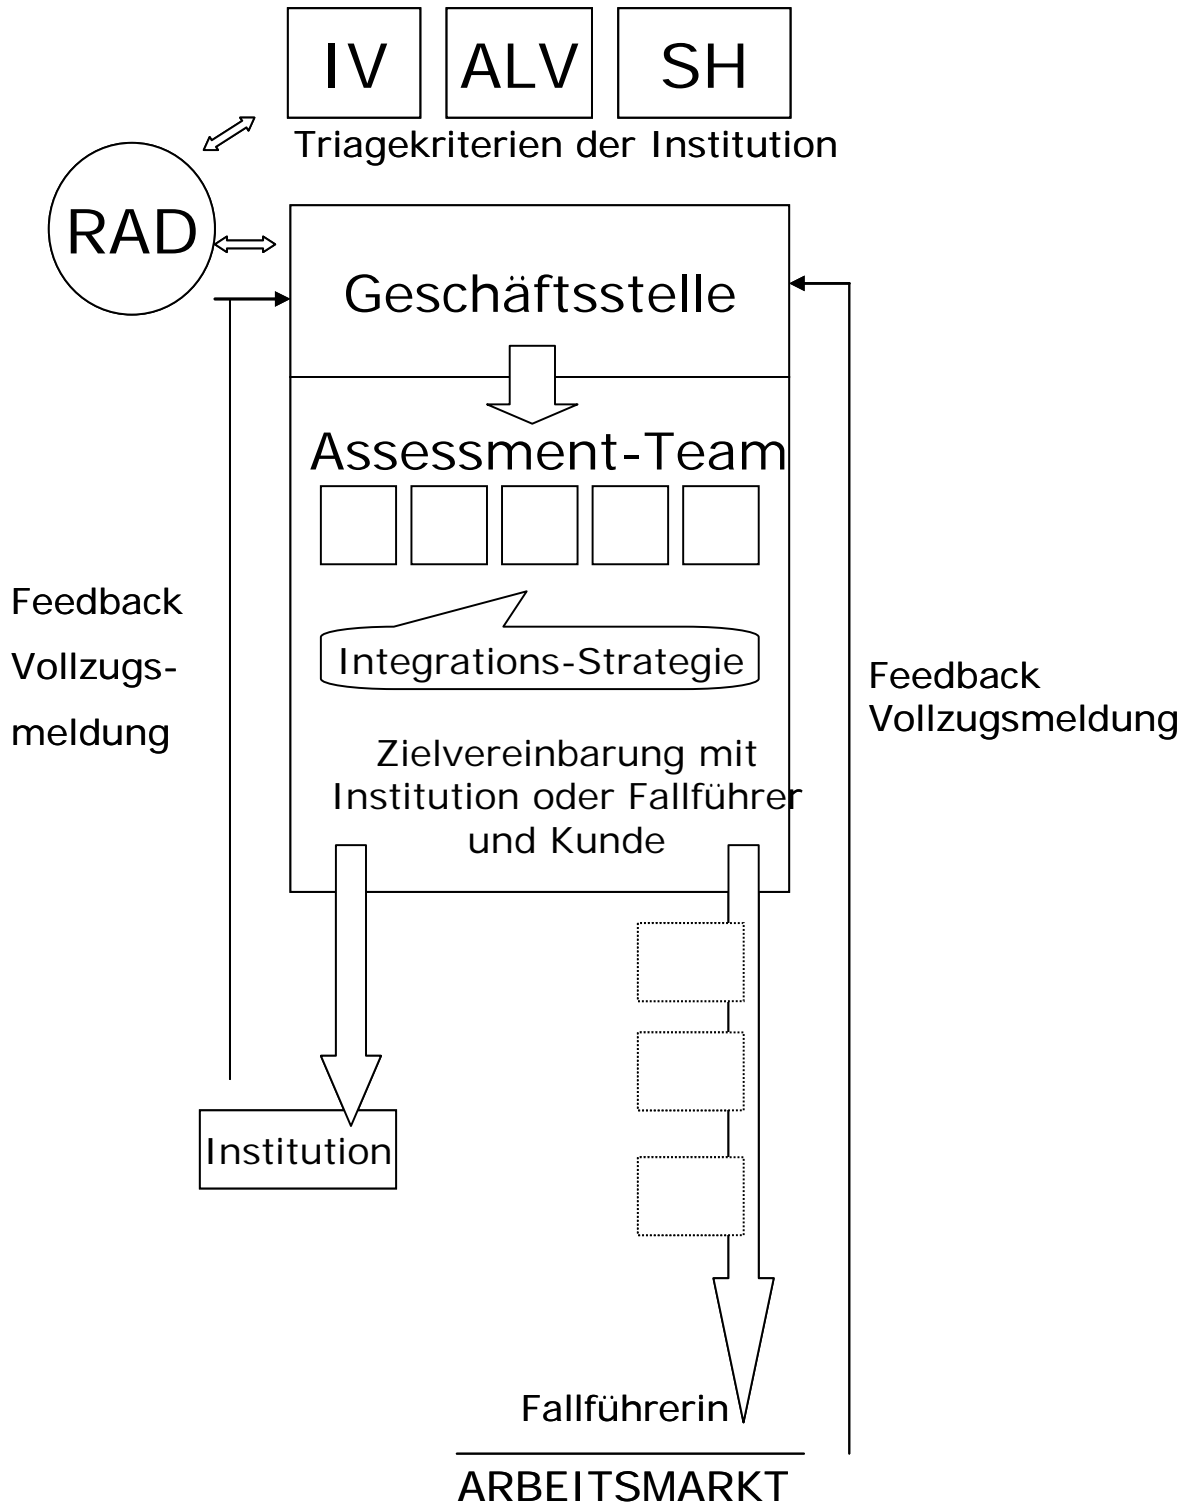 IV ALV SH
Triagekriterien der Institution
RAD
Geschäftsstelle
Assessment-Team
Feedback
Vollzugs-
meldung
Integrations-Strategie
Feedback
Vollzugsmeldung
Zielvereinbarung mit
Institution oder Fallführer
und Kunde
Institution
Fallführerin
ARBEITSMARKT